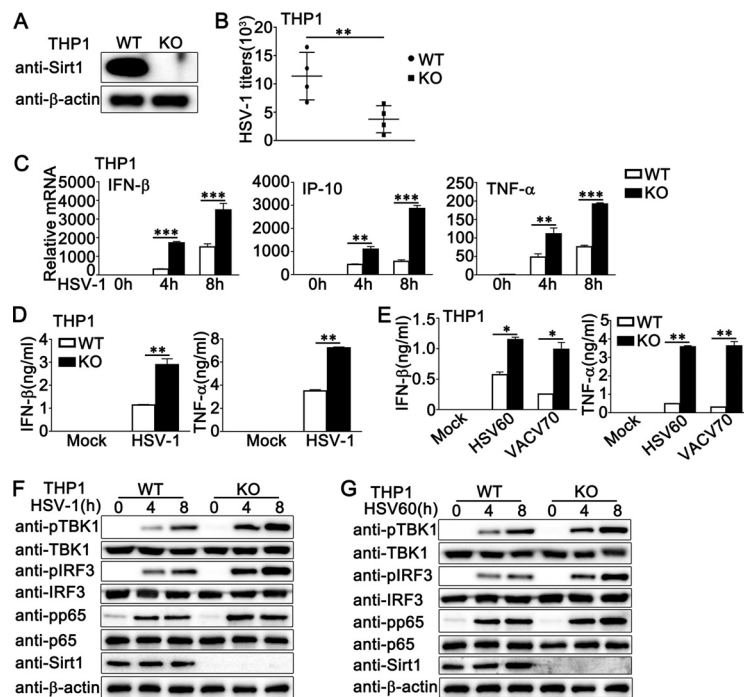 A
THP1 WT KO
anti-Sirt1
anti-β-actin
B
THP1
HSV-1 titers(10³)
20
15
10
5
0
**
WT
KO
C
THP1
Relative mRNA
IFN-β
5000
4000
3000
2000
1000
0
***
***
HSV-1 0h 4h 8h
IP-10
4000
3000
2000
1000
0
**
***
0h 4h 8h
TNF-α
250
200
150
100
50
0
**
***
0h 4h 8h
WT
KO
D
THP1
IFN-β(ng/ml)
4
3
2
1
0
WT
KO
**
Mock HSV-1
TNF-α(ng/ml)
8
6
4
2
0
**
Mock HSV-1
E
THP1
IFN-β(ng/ml)
1.5
1.0
0.5
0.0
*
*
Mock HSV60 VACV70
TNF-α(ng/ml)
5
4
3
2
1
0
**
**
Mock HSV60 VACV70
WT
KO
F
THP1 WT KO
HSV-1(h) 0 4 8 0 4 8
anti-pTBK1
anti-TBK1
anti-pIRF3
anti-IRF3
anti-pp65
anti-p65
anti-Sirt1
anti-β-actin
G
THP1 WT KO
HSV60(h) 0 4 8 0 4 8
anti-pTBK1
anti-TBK1
anti-pIRF3
anti-IRF3
anti-pp65
anti-p65
anti-Sirt1
anti-β-actin